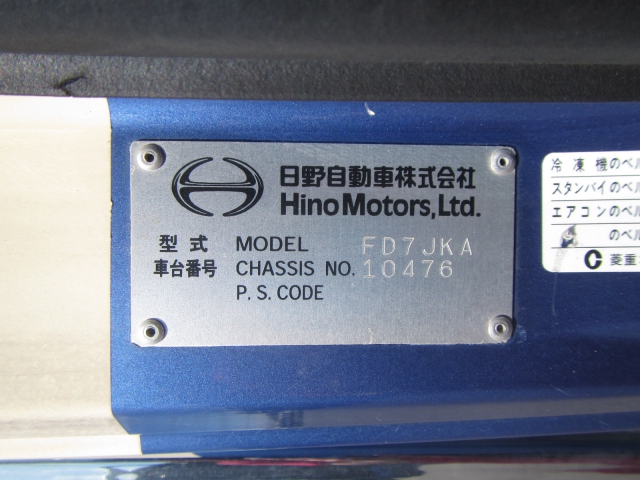 日野自動車株式会社
Hino Motors, Ltd.
型式 MODEL FD7JKA
車台番号 CHASSIS NO. 10476
P. S. CODE
冷凍機のベル
スタンバイのベル
エアコンのベル
のベル
菱重